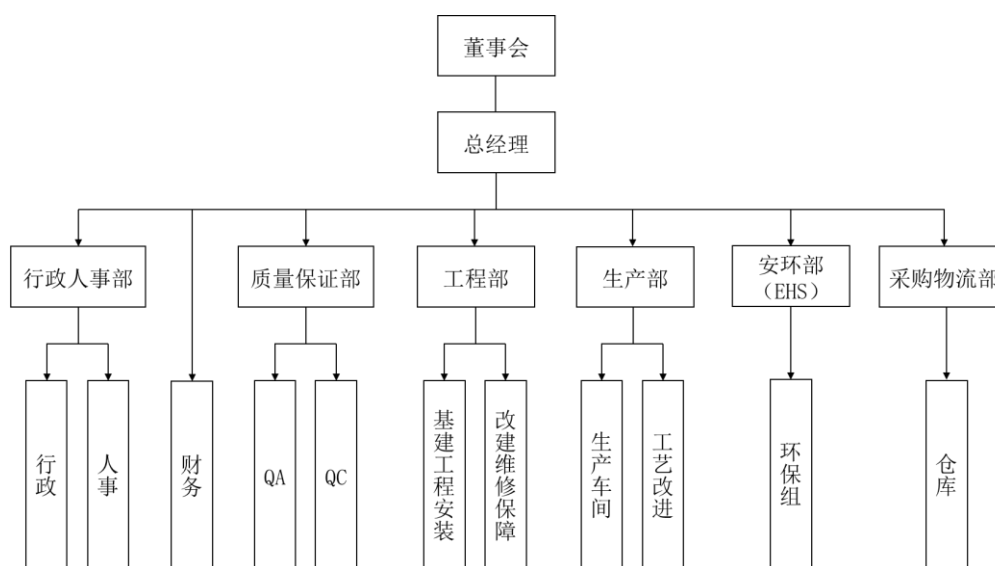 董事会
总经理
行政人事部
质量保证部
工程部
生产部
安环部
（EHS）
采购物流部
行政
人事
财务
QA
QC
基建工程安装
改建维修保障
生产车间
工艺改进
环保组
仓库